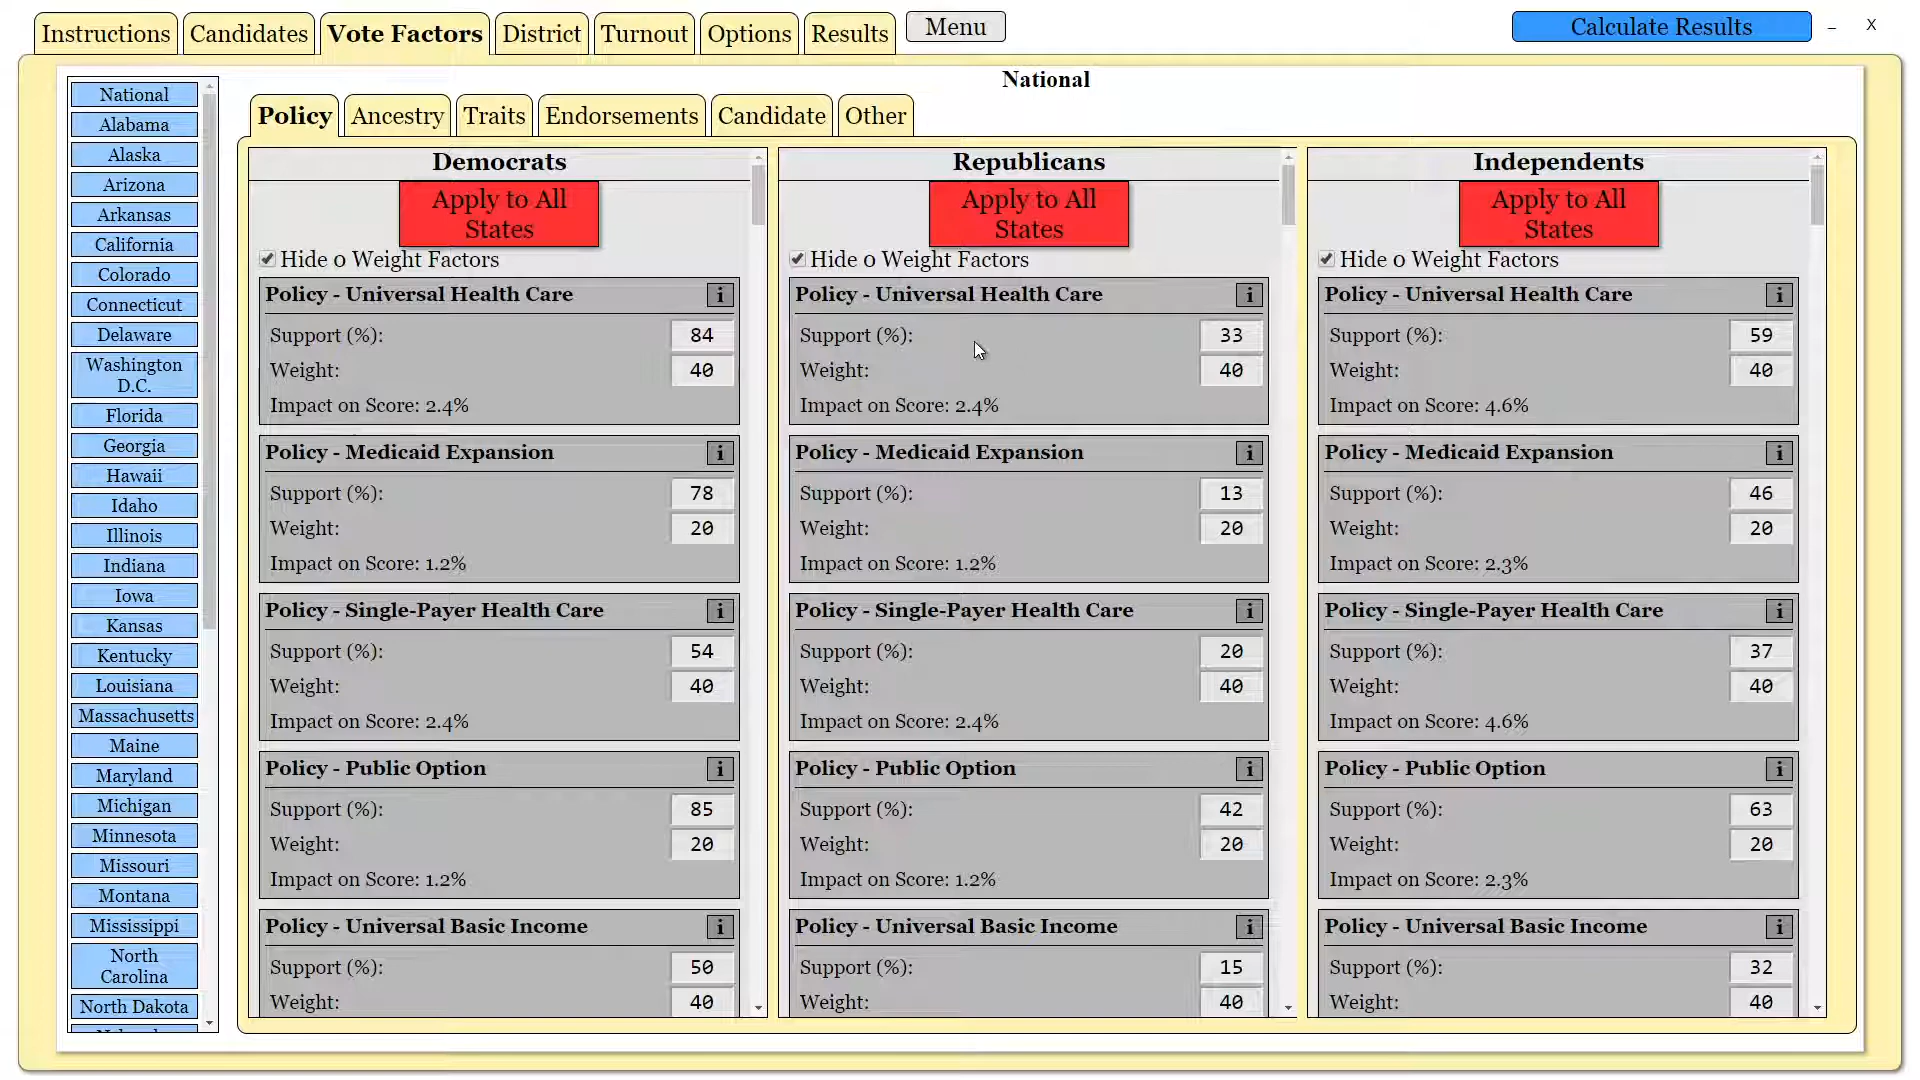 Instructions
Candidates
Vote Factors
District
Turnout
Options
Results
Menu
Calculate Results
_
X
National
National
Alabama
Alaska
Arizona
Arkansas
California
Colorado
Connecticut
Delaware
Washington
D.C.
Florida
Georgia
Hawaii
Idaho
Illinois
Indiana
Iowa
Kansas
Kentucky
Louisiana
Massachusetts
Maine
Maryland
Michigan
Minnesota
Missouri
Montana
Mississippi
North
Carolina
North Dakota
Policy
Ancestry
Traits
Endorsements
Candidate
Other
Democrats
Apply to All
States
Hide 0 Weight Factors
Policy - Universal Health Care i
Support (%): 84
Weight: 40
Impact on Score: 2.4%
Policy - Medicaid Expansion i
Support (%): 78
Weight: 20
Impact on Score: 1.2%
Policy - Single-Payer Health Care i
Support (%): 54
Weight: 40
Impact on Score: 2.4%
Policy - Public Option i
Support (%): 85
Weight: 20
Impact on Score: 1.2%
Policy - Universal Basic Income i
Support (%): 50
Weight: 40
Republicans
Apply to All
States
Hide 0 Weight Factors
Policy - Universal Health Care i
Support (%): 33
Weight: 40
Impact on Score: 2.4%
Policy - Medicaid Expansion i
Support (%): 13
Weight: 20
Impact on Score: 1.2%
Policy - Single-Payer Health Care i
Support (%): 20
Weight: 40
Impact on Score: 2.4%
Policy - Public Option i
Support (%): 42
Weight: 20
Impact on Score: 1.2%
Policy - Universal Basic Income i
Support (%): 15
Weight: 40
Independents
Apply to All
States
Hide 0 Weight Factors
Policy - Universal Health Care i
Support (%): 59
Weight: 40
Impact on Score: 4.6%
Policy - Medicaid Expansion i
Support (%): 46
Weight: 20
Impact on Score: 2.3%
Policy - Single-Payer Health Care i
Support (%): 37
Weight: 40
Impact on Score: 4.6%
Policy - Public Option i
Support (%): 63
Weight: 20
Impact on Score: 2.3%
Policy - Universal Basic Income i
Support (%): 32
Weight: 40